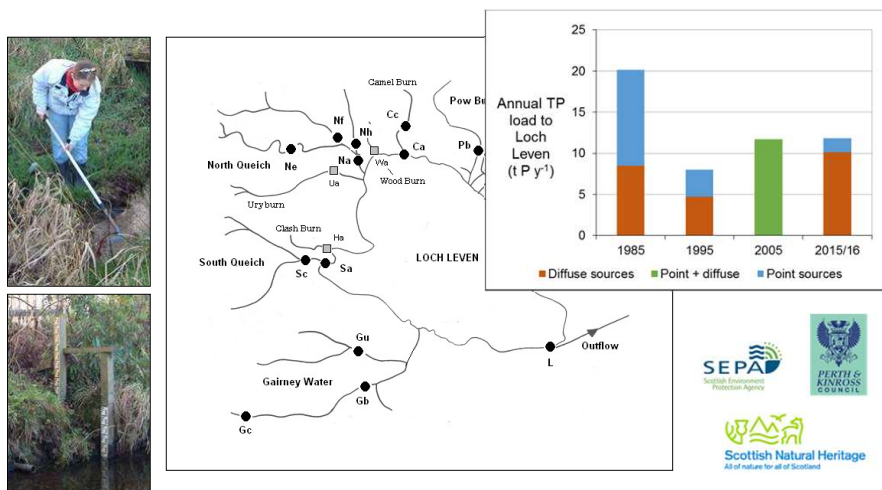 Camel Burn
Pow Bu
Cc
Nf
Nh
Pb
Ca
Ne
Na
Wa
North Queich
Ua
Wood Burn
Ury burn
Clash Burn
Ha
South Queich
LOCH LEVEN
Sc
Sa
Gu
Outflow
L
Gairney Water
Gb
Gc
Annual TP
load to
Loch
Leven
(t P y-1)
25
20
15
10
5
0
1985
1995
2005
2015/16
Diffuse sources
Point + diffuse
Point sources
SEPA
Scottish Environment
Protection Agency
PERTH &
KINROSS
COUNCIL
Scottish Natural Heritage
All of nature for all of Scotland